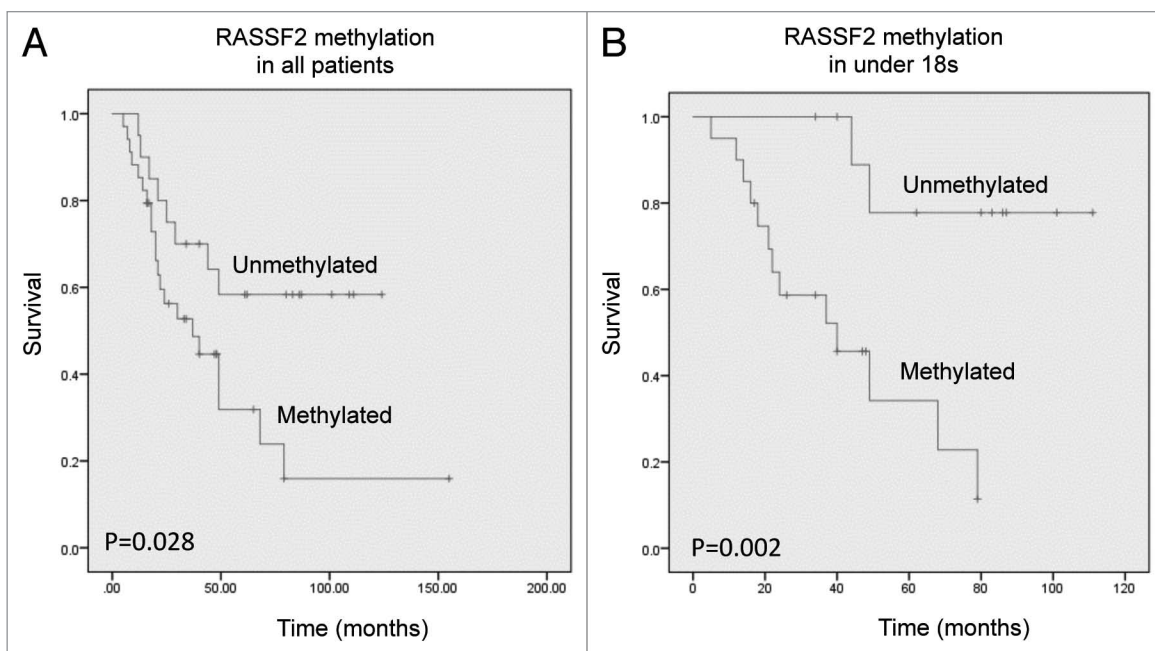 A
RASSF2 methylation
in all patients
1.0
0.8
0.6
0.4
0.2
0.0
Survival
Unmethylated
Methylated
P=0.028
.00
50.00
100.00
150.00
200.00
Time (months)
B
RASSF2 methylation
in under 18s
1.0
0.8
0.6
0.4
0.2
0.0
Survival
Unmethylated
Methylated
P=0.002
0
20
40
60
80
100
120
Time (months)